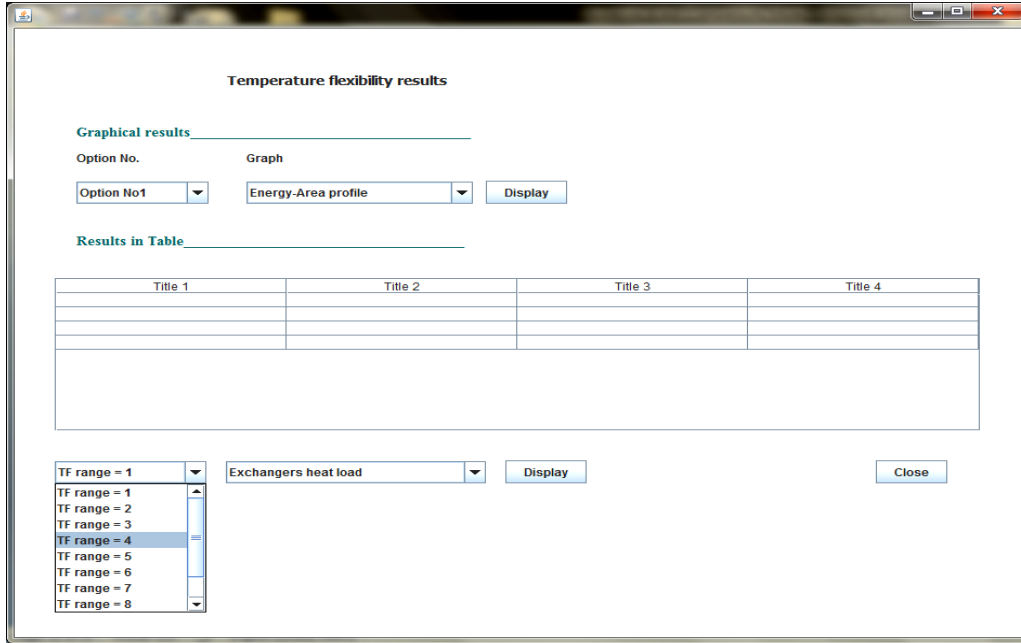 Temperature flexibility results
Graphical results
Option No. Graph
Option No1 Energy-Area profile Display
Results in Table
Title 1 Title 2 Title 3 Title 4
TF range = 1 Exchangers heat load Display Close
TF range = 1
TF range = 2
TF range = 3
TF range = 4
TF range = 5
TF range = 6
TF range = 7
TF range = 8